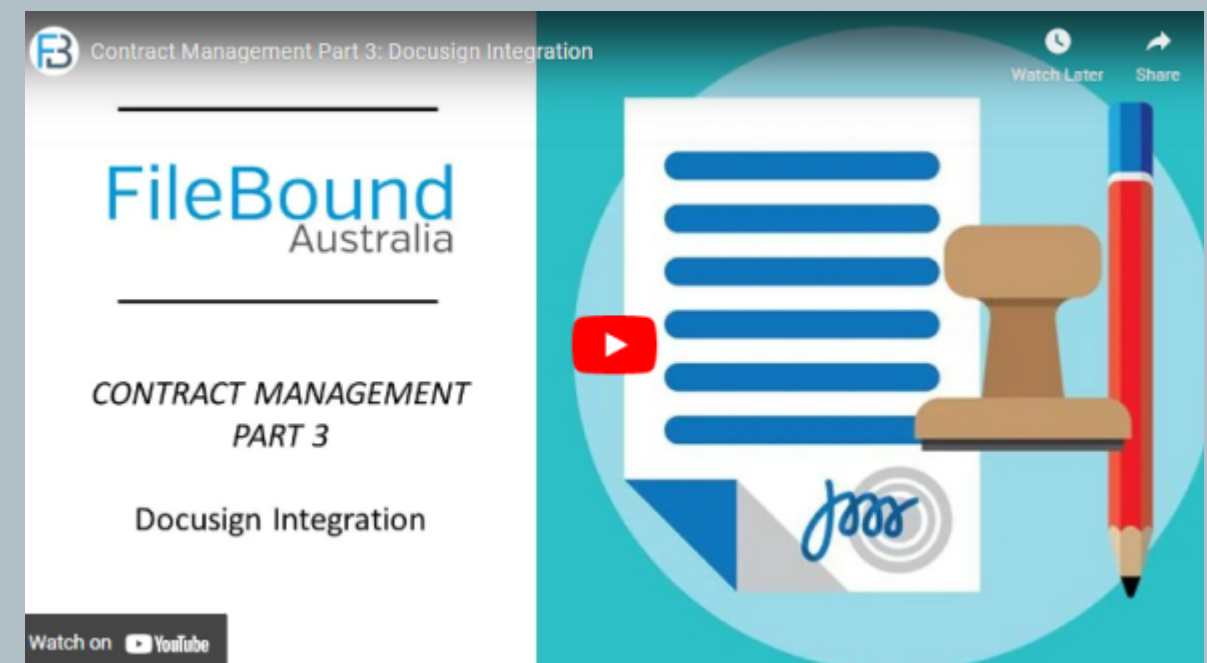 Contract Management Part 3: Docusign Integration
Watch Later
Share
FileBound
Australia
CONTRACT MANAGEMENT
PART 3
Docusign Integration
Watch on YouTube